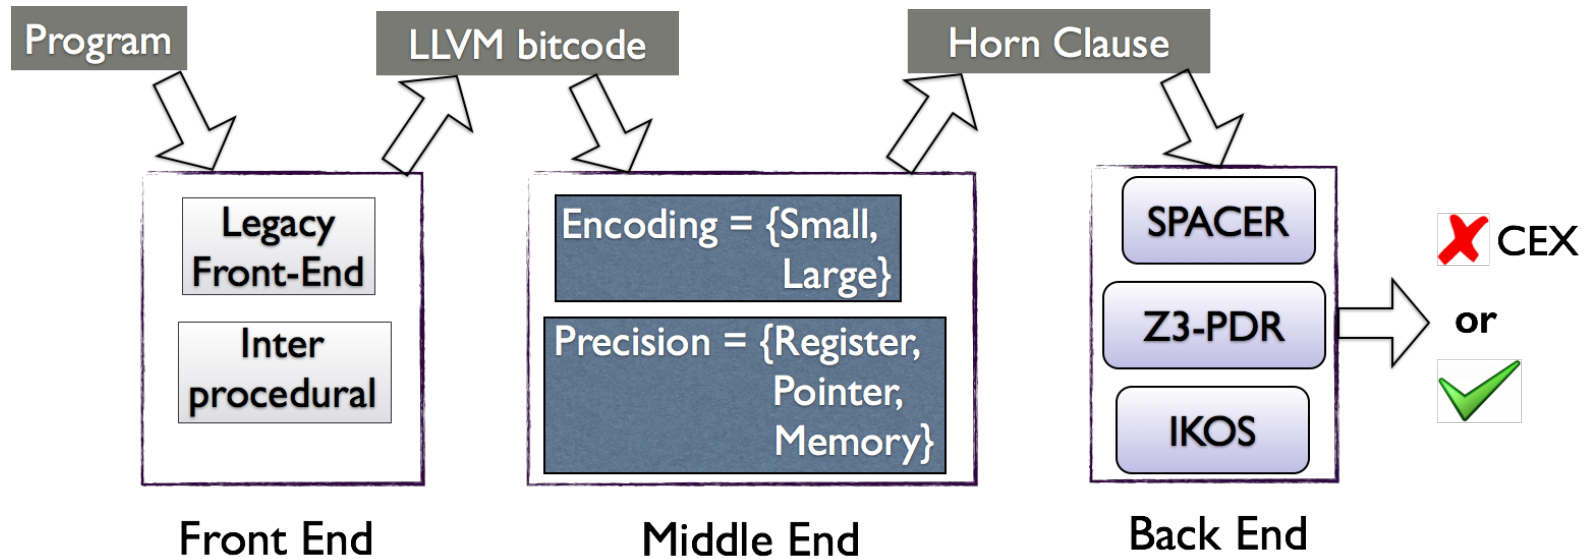 Program
LLVM bitcode
Horn Clause
Legacy
Front-End
Inter
procedural
Front End
Encoding = {Small,
Large}
Precision = {Register,
Pointer,
Memory}
Middle End
SPACER
Z3-PDR
IKOS
Back End
CEX
or